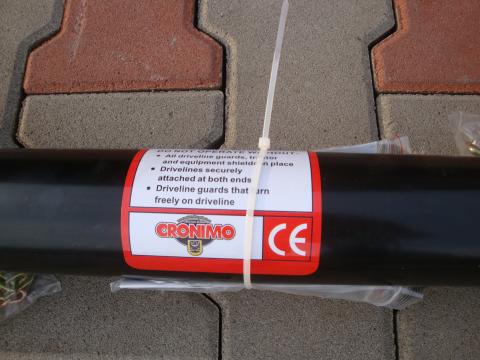 DO NOT OPERATE WITHOUT-
• All driveline guards, tractor
and equipment shields in place
• Drivelines securely
attached at both ends
• Driveline guards that turn
freely on driveline
CRONIMO
CE